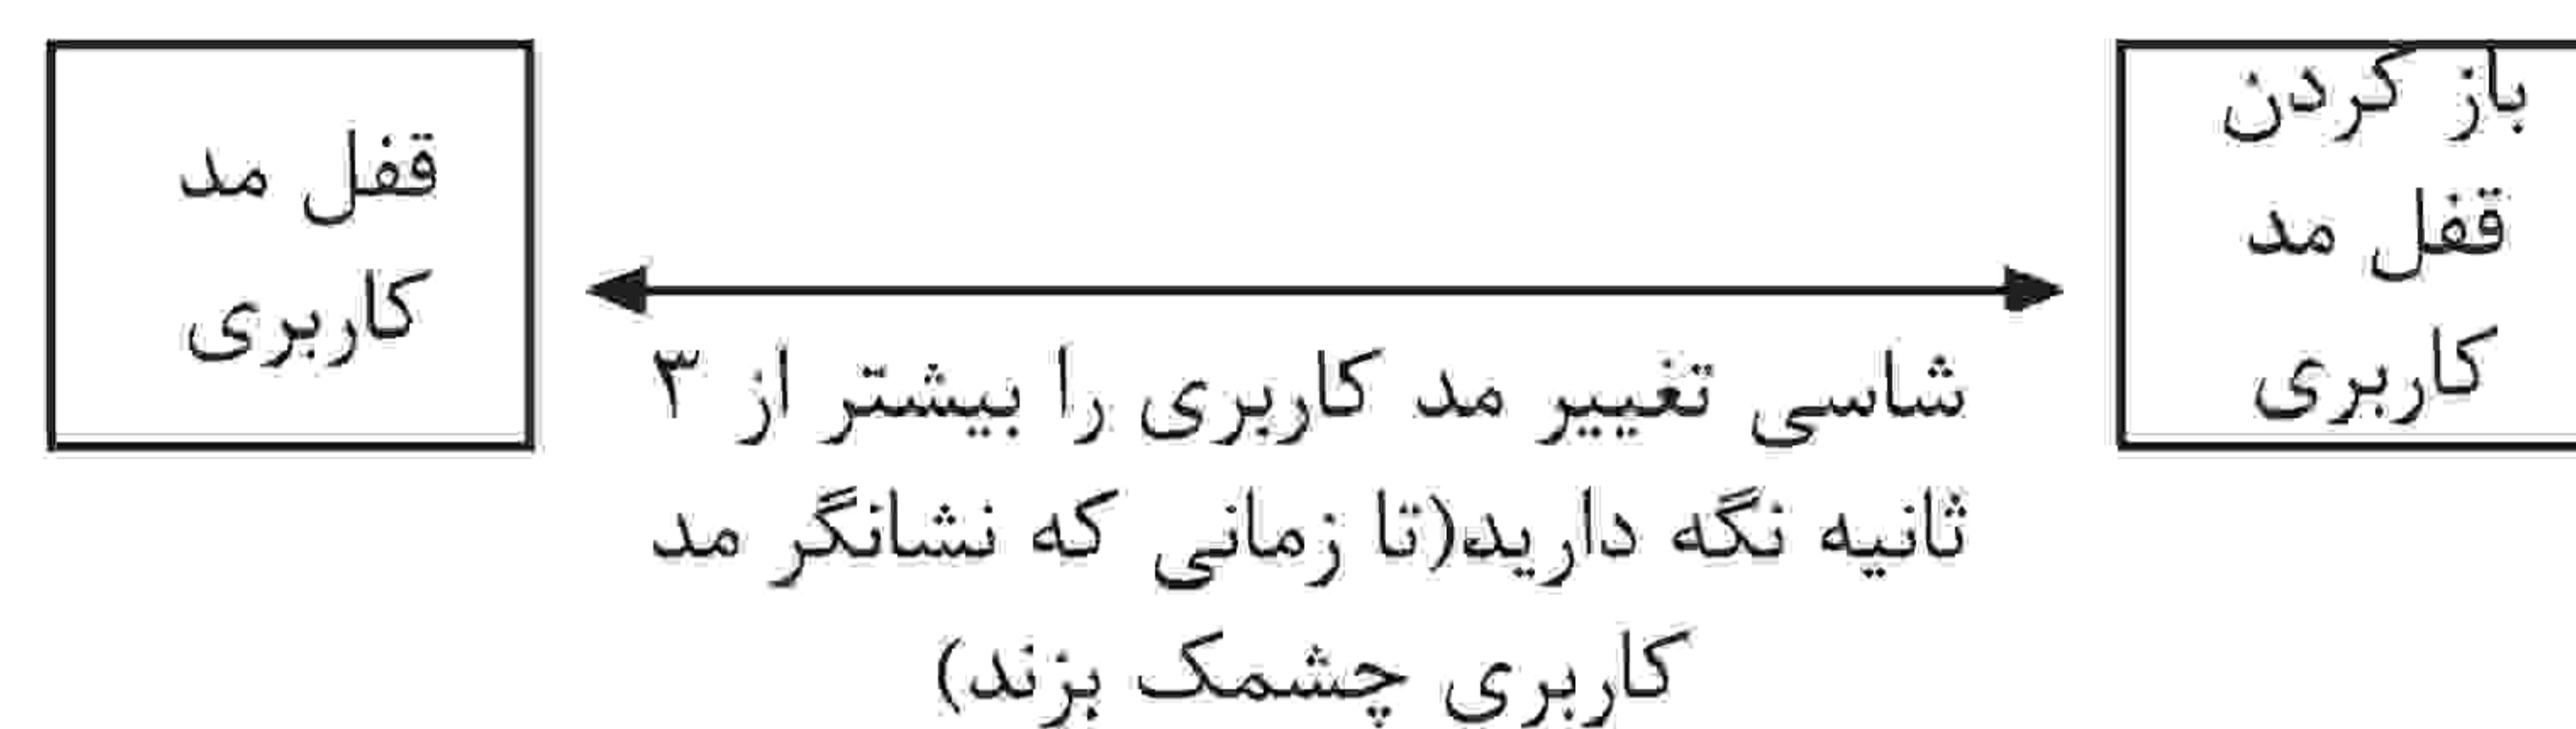 باز کردن
قفل مد
کاربری
قفل مد
کاربری
شاسی تغییر مد کاربری را بیشتر از ۳
ثانیه نگه دارید(تا زمانی که نشانگر مد
کاربری چشمک بزند)